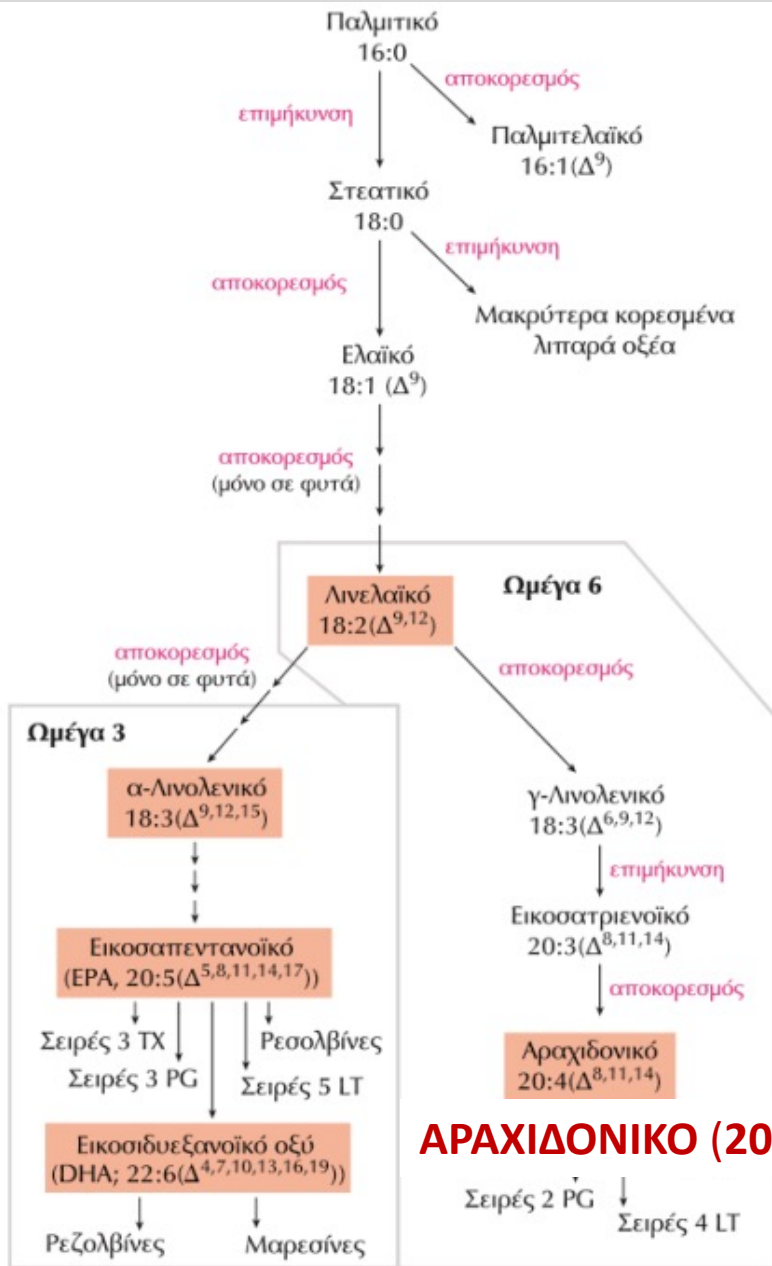 Παλμιτικό
16:0
αποκορεσμός
επιμήκυνση
Παλμιτελαϊκό
16:1(Δ⁹)
Στεατικό
18:0
επιμήκυνση
αποκορεσμός
Μακρύτερα κορεσμένα
λιπαρά οξέα
Ελαϊκό
18:1 (Δ⁹)
αποκορεσμός
(μόνο σε φυτά)
Ωμέγα 6
Λινελαϊκό
18:2(Δ⁹,¹²)
αποκορεσμός
(μόνο σε φυτά)
αποκορεσμός
Ωμέγα 3
α-Λινολενικό
18:3(Δ⁹,¹²,¹⁵)
γ-Λινολενικό
18:3(Δ⁶,⁹,¹²)
επιμήκυνση
Εικοσατριενοϊκό
20:3(Δ⁸,¹¹,¹⁴)
Εικοσαπεντανοϊκό
(EPA, 20:5(Δ⁵,⁸,¹¹,¹⁴,¹⁷))
αποκορεσμός
Σειρές 3 TX
Ρεσολβίνες
Σειρές 3 PG
Σειρές 5 LT
Αραχιδονικό
20:4(Δ⁸,¹¹,¹⁴)
Εικοσιδυεξανοϊκό οξύ
(DHA; 22:6(Δ⁴,⁷,¹⁰,¹³,¹⁶,¹⁹))
ΑΡΑΧΙΔΟΝΙΚΟ (20
Σειρές 2 PG
Σειρές 4 LT
Ρεζολβίνες
Μαρεσίνες